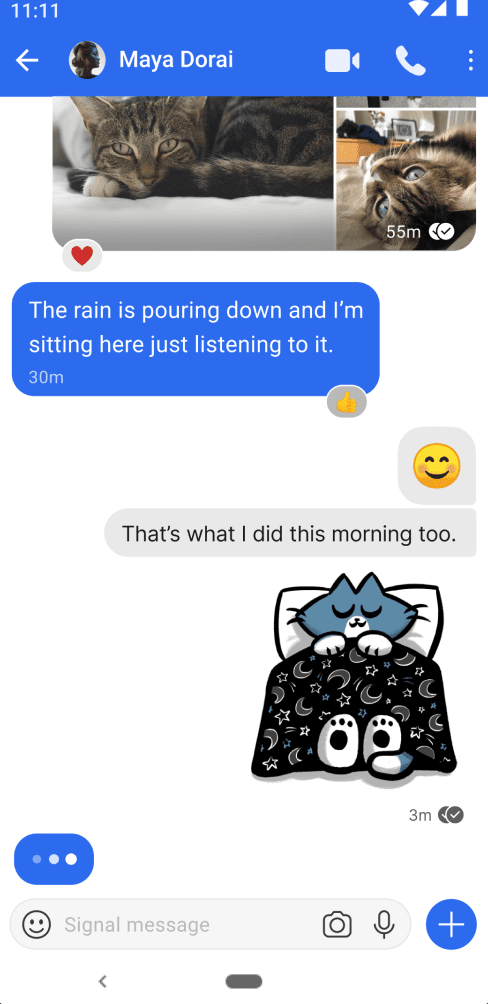 11:11
Maya Dorai
55m
The rain is pouring down and I’m
sitting here just listening to it.
30m
That’s what I did this morning too.
3m
Signal message